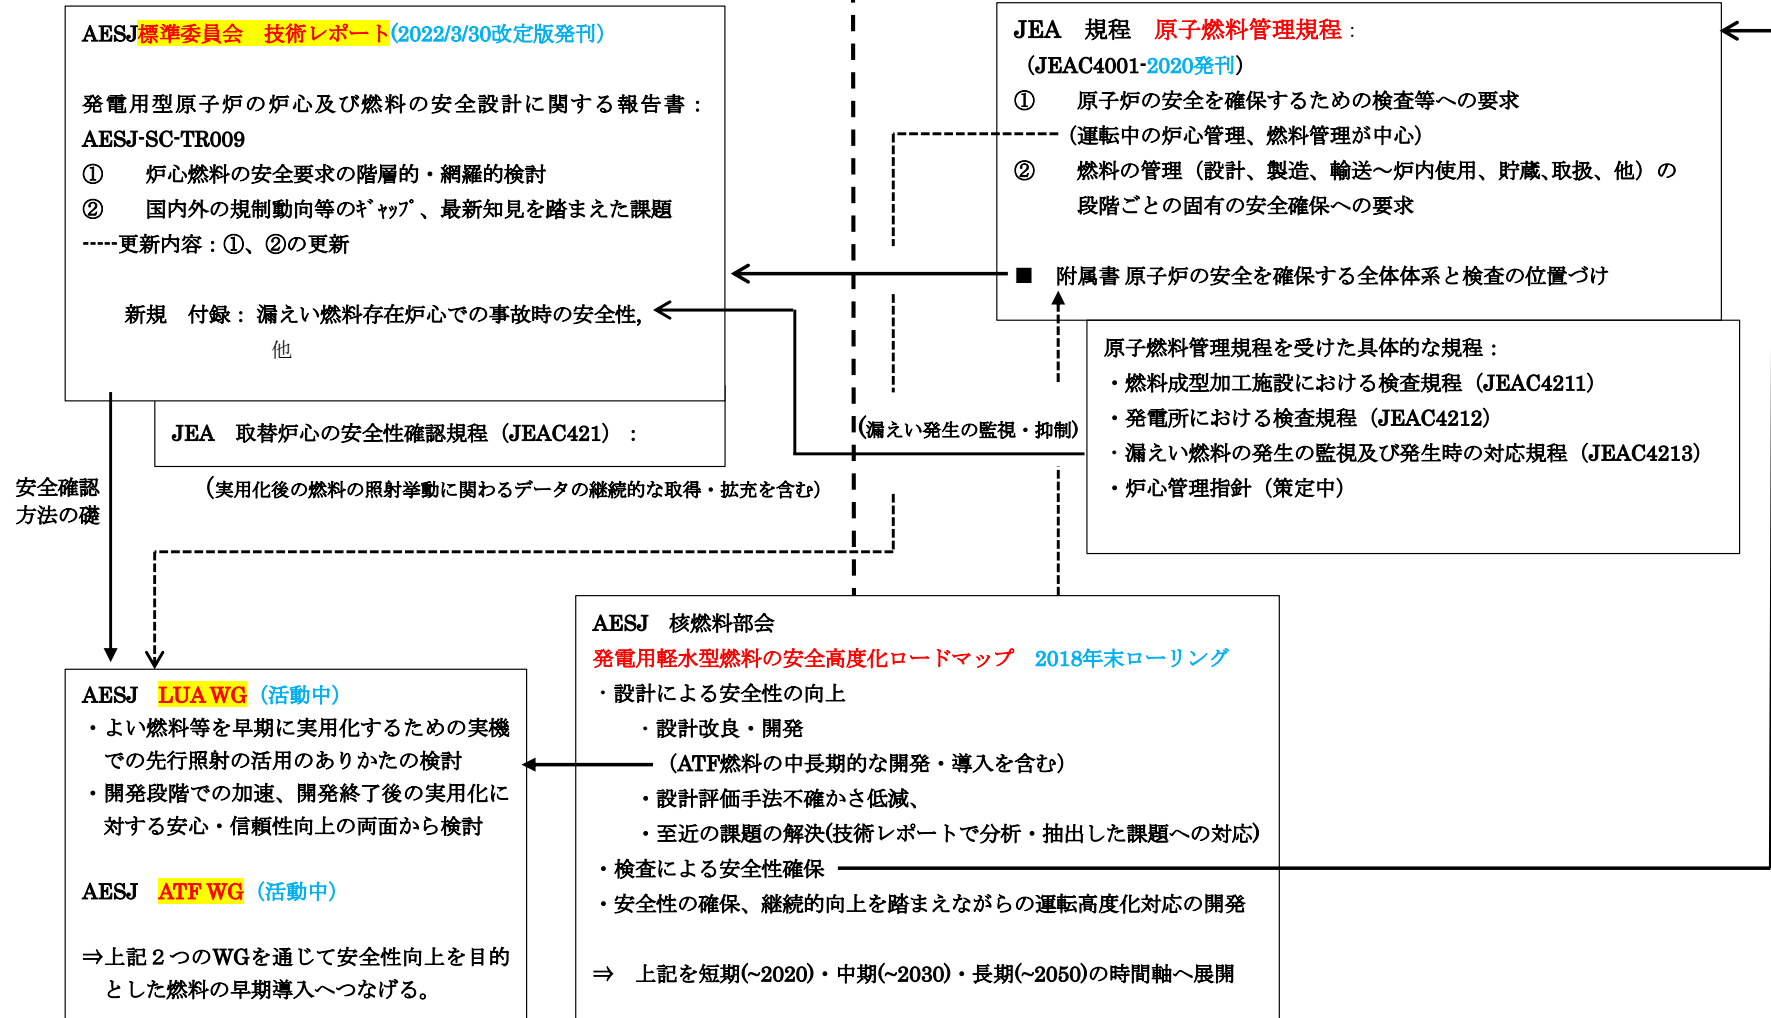 AESJ標準委員会　技術レポート(2022/3/30改定版発刊)
発電用型原子炉の炉心及び燃料の安全設計に関する報告書：
AESJ-SC-TR009
①　炉心燃料の安全要求の階層的・網羅的検討
②　国内外の規制動向等のｷﾞｬｯﾌﾟ、最新知見を踏まえた課題
-----更新内容：①、②の更新
新規　付録：漏えい燃料存在炉心での事故時の安全性,
他
JEA　取替炉心の安全性確認規程（JEAC421）：
（実用化後の燃料の照射挙動に関わるデータの継続的な取得・拡充を含む）
安全確認
方法の礎
JEA　規程　原子燃料管理規程：
（JEAC4001-2020発刊）
①　原子炉の安全を確保するための検査等への要求
（運転中の炉心管理、燃料管理が中心）
②　燃料の管理（設計、製造、輸送～炉内使用、貯蔵､取扱、他）の
段階ごとの固有の安全確保への要求
■　附属書 原子炉の安全を確保する全体体系と検査の位置づけ
原子燃料管理規程を受けた具体的な規程：
・燃料成型加工施設における検査規程（JEAC4211）
・発電所における検査規程（JEAC4212）
・漏えい燃料の発生の監視及び発生時の対応規程（JEAC4213）
・炉心管理指針（策定中）
(漏えい発生の監視・抑制)
AESJ　LUA WG（活動中）
・よい燃料等を早期に実用化するための実機
での先行照射の活用のありかたの検討
・開発段階での加速、開発終了後の実用化に
対する安心・信頼性向上の両面から検討
AESJ　ATF WG（活動中）
⇒上記２つのWGを通じて安全性向上を目的
とした燃料の早期導入へつなげる。
AESJ　核燃料部会
発電用軽水型燃料の安全高度化ロードマップ　2018年末ローリング
・設計による安全性の向上
・設計改良・開発
（ATF燃料の中長期的な開発・導入を含む）
・設計評価手法不確かさ低減、
・至近の課題の解決(技術レポートで分析・抽出した課題への対応)
・検査による安全性確保
・安全性の確保、継続的向上を踏まえながらの運転高度化対応の開発
⇒　上記を短期(~2020)・中期(~2030)・長期(~2050)の時間軸へ展開